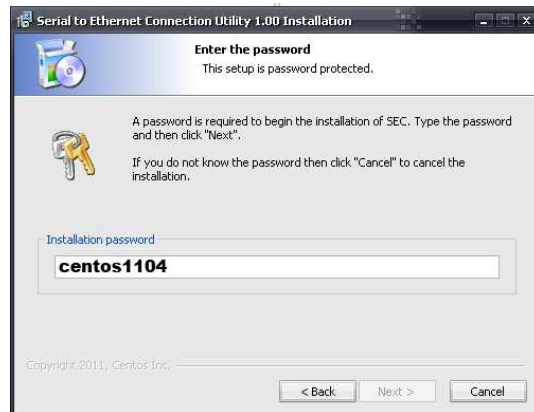 Serial to Ethernet Connection Utility 1.00 Installation
Enter the password
This setup is password protected.
A password is required to begin the installation of SEC. Type the password
and then click "Next".
If you do not know the password then click "Cancel" to cancel the
installation.
Installation password
centos1104
Copyright 2011, Centos Inc.
< Back Next > Cancel